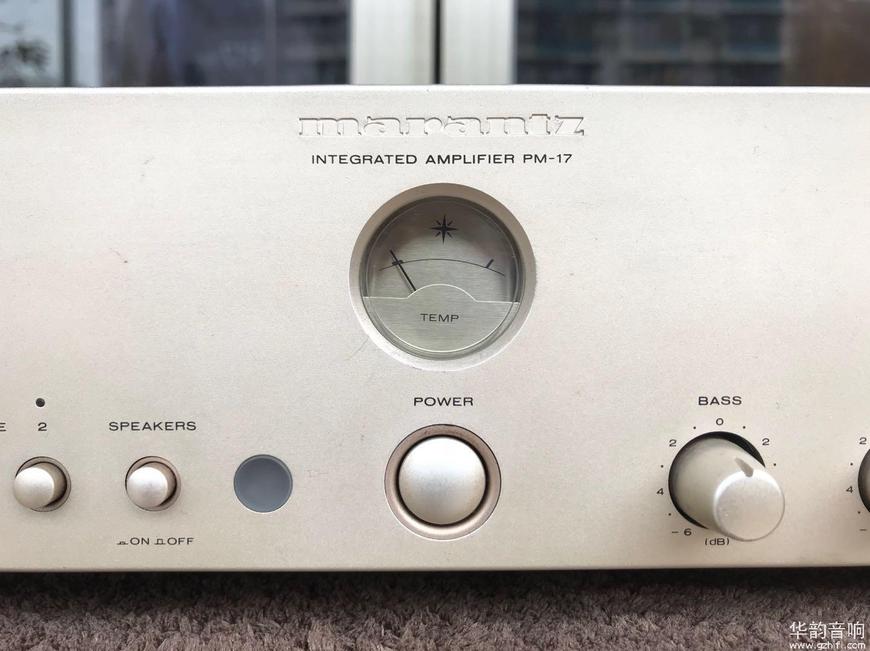 marantz
INTEGRATED AMPLIFIER PM-17
TEMP
POWER
BASS
0
2 2
4
- 6
(dB)
E 2
SPEAKERS
ON OFF
2
4
华韵音响
www.gzhifi.com